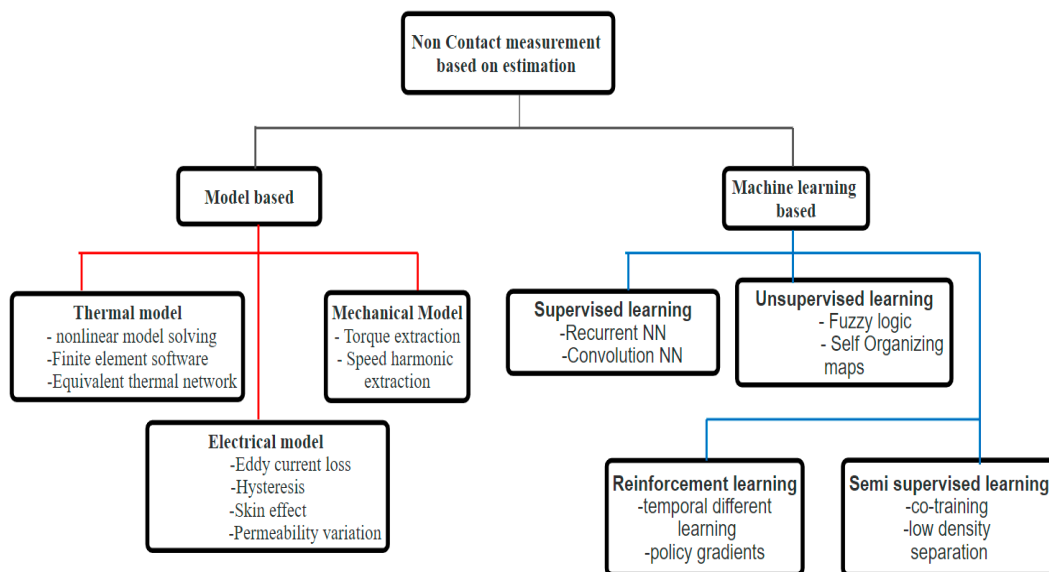 Non Contact measurement
based on estimation
Model based
Machine learning
based
Thermal model
- nonlinear model solving
-Finite element software
-Equivalent thermal network
Mechanical Model
- Torque extraction
- Speed harmonic
extraction
Supervised learning
-Recurrent NN
-Convolution NN
Unsupervised learning
- Fuzzy logic
- Self Organizing
maps
Electrical model
-Eddy current loss
-Hysteresis
-Skin effect
-Permeability variation
Reinforcement learning
-temporal different
learning
-policy gradients
Semi supervised learning
-co-training
-low density
separation